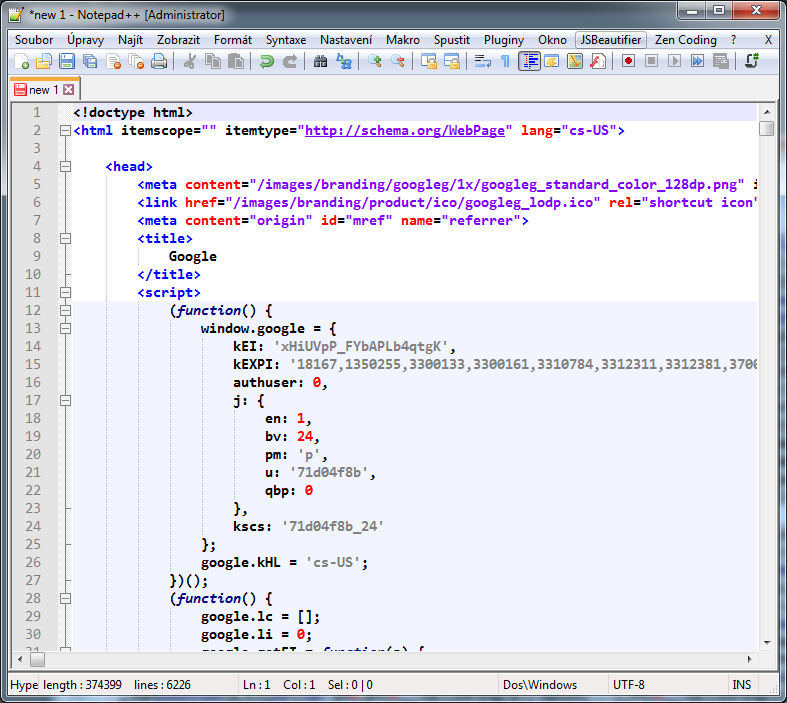 *new 1 - Notepad++ [Administrator]
Soubor Úpravy Najít Zobrazit Formát Syntaxe Nastavení Makro Spustit Pluginy Okno JSBeautifier Zen Coding ? X
new 1
1 <!doctype html>
2 <html itemscope="" itemtype="http://schema.org/WebPage" lang="cs-US">
3
4 <head>
5 <meta content="/images/branding/googleg/1x/googleg_standard_color_128dp.png" i
6 <link href="/images/branding/product/ico/googleg_lodp.ico" rel="shortcut icon"
7 <meta content="origin" id="mref" name="referrer">
8 <title>
9 Google
10 </title>
11 <script>
12 (function() {
13 window.google = {
14 kEI: 'xHiUVpP_FYbAPLb4qtgK',
15 kEXPI: '18167,1350255,3300133,3300161,3310784,3312311,3312381,3700
16 authuser: 0,
17 j: {
18 en: 1,
19 bv: 24,
20 pm: 'p',
21 u: '71d04f8b',
22 qbp: 0
23 },
24 kscs: '71d04f8b_24'
25 };
26 google.kHL = 'cs-US';
27 })();
28 (function() {
29 google.lc = [];
30 google.li = 0;
31 google.getEI = function(a) {
Hype length : 374399 lines : 6226 Ln : 1 Col : 1 Sel : 0 | 0 Dos\Windows UTF-8 INS